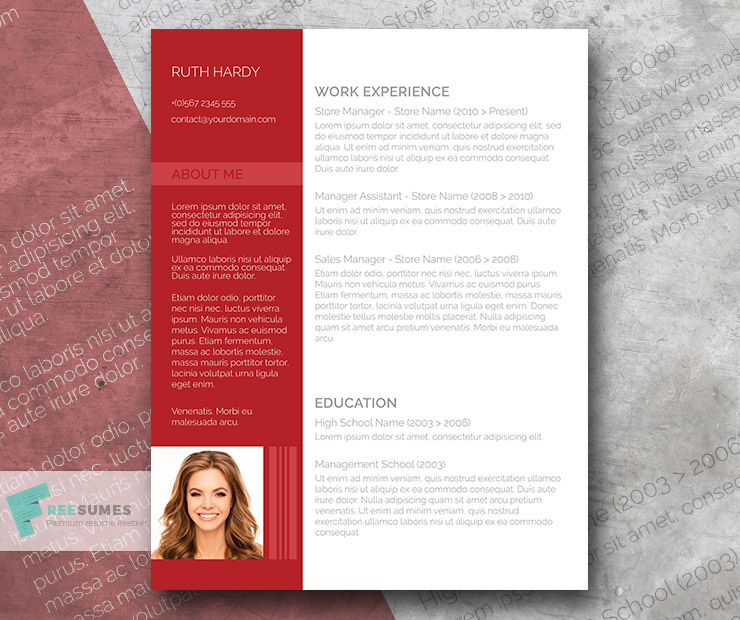 RUTH HARDY
+(0)567 2345 555
contact@yourdomain.com
ABOUT ME
Lorem ipsum dolor sit amet,
consectetur adipisicing elit,
sed do eiusmod tempor
incididunt ut labore et dolore
magna aliqua.
Ullamco laboris nisi ut aliquip
ex ea commodo consequat.
Duis aute irure dolor.
Etiam dolor odio, porttitor
nec nisi nec, luctus viverra
ipsum. Mauris non vehicula
metus. Vivamus ac euismod
purus. Etiam fermentum,
massa ac lobortis molestie,
massa mauris porttitor tortor,
eget volutpat urna ligula
eget enim.
Venenatis. Morbi eu
malesuada arcu.
WORK EXPERIENCE
Store Manager - Store Name (2010 > Present)
Lorem ipsum dolor sit amet, consectetur adipisicing elit, sed
do eiusmod tempor incididunt ut labore et dolore magna
aliqua. Ut enim ad minim veniam, quis nostrud exercitation
ullamco laboris nisi ut aliquip ex ea commodo consequat.
Duis aute irure dolor.
Manager Assistant - Store Name (2008 > 2010)
Ut enim ad minim veniam, quis nostrud exercitation ullamco
laboris nisi ut aliquip ex ea commodo consequat. Duis aute
irure dolor.
Sales Manager - Store Name (2006 > 2008)
Etiam dolor odio, porttitor nec nisi nec, luctus viverra ipsum.
Mauris non vehicula metus. Vivamus ac euismod purus.
Etiam fermentum, massa ac lobortis molestie, massa mauris
porttitor tortor, eget volutpat urna ligula eget enim. Donec
molestie tellus molestie mollis placerat. Nulla adipiscing
quam sit amet arcu pretium venenatis. Morbi eu malesuada
arcu.
EDUCATION
High School Name (2003 > 2006)
Lorem ipsum dolor sit amet, consectetur adipisicing elit.
Management School (2003)
Ut enim ad minim veniam, quis nostrud exercitation ullamco
laboris nisi ut aliquip ex ea commodo consequat. Duis aute
irure dolor. Nulla adipiscing quam sit amet arcu pretium
venenatis. Ut enim ad minim veniam, quis nostrud
exercitation ullamco laboris nisi ut aliquip ex ea commodo
consequat.
FREESUMES
Premium resume freebies